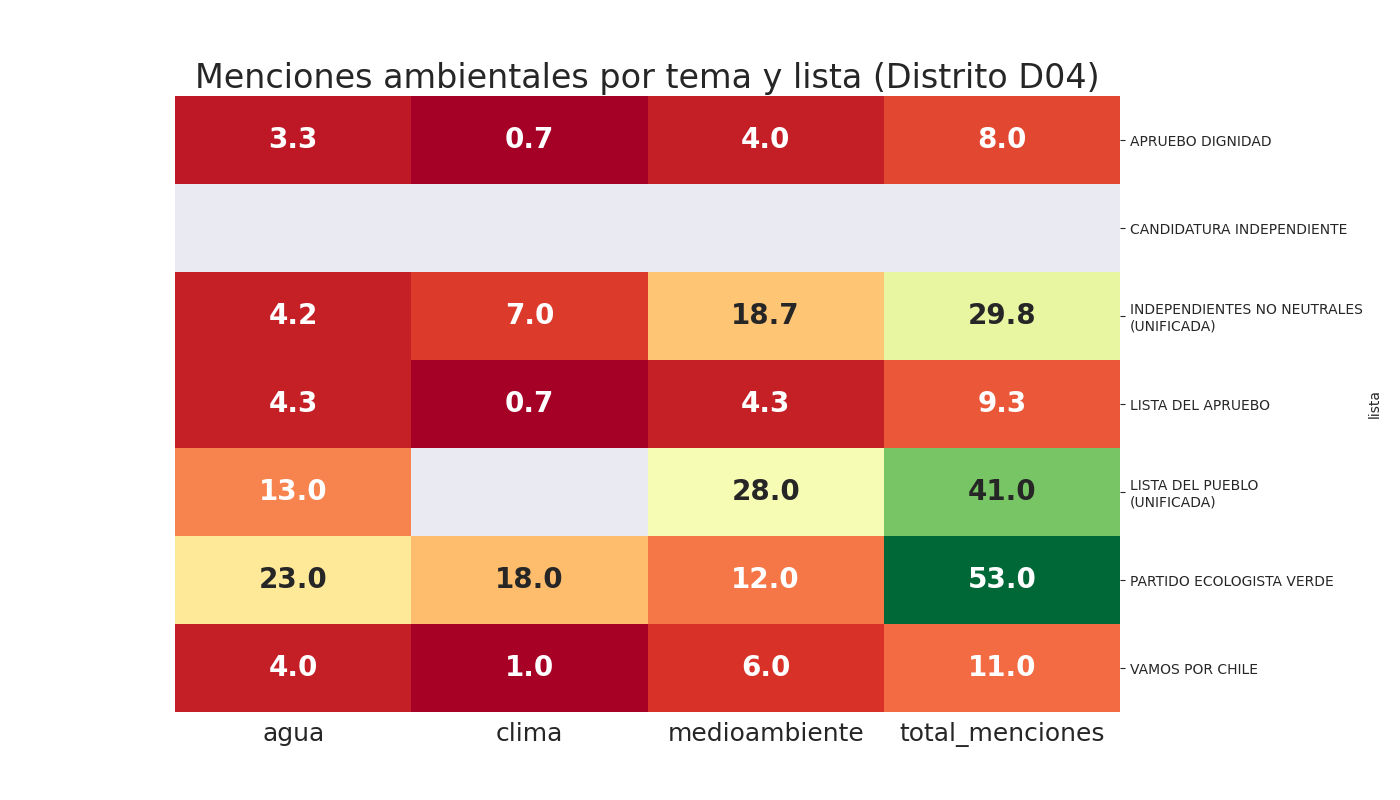 Menciones ambientales por tema y lista (Distrito D04)
3.3 0.7 4.0 8.0 APRUEBO DIGNIDAD
CANDIDATURA INDEPENDIENTE
4.2 7.0 18.7 29.8 INDEPENDIENTES NO NEUTRALES
(UNIFICADA)
4.3 0.7 4.3 9.3 LISTA DEL APRUEBO
lista
13.0 28.0 41.0 LISTA DEL PUEBLO
(UNIFICADA)
23.0 18.0 12.0 53.0 PARTIDO ECOLOGISTA VERDE
4.0 1.0 6.0 11.0 VAMOS POR CHILE
agua clima medioambiente total_menciones